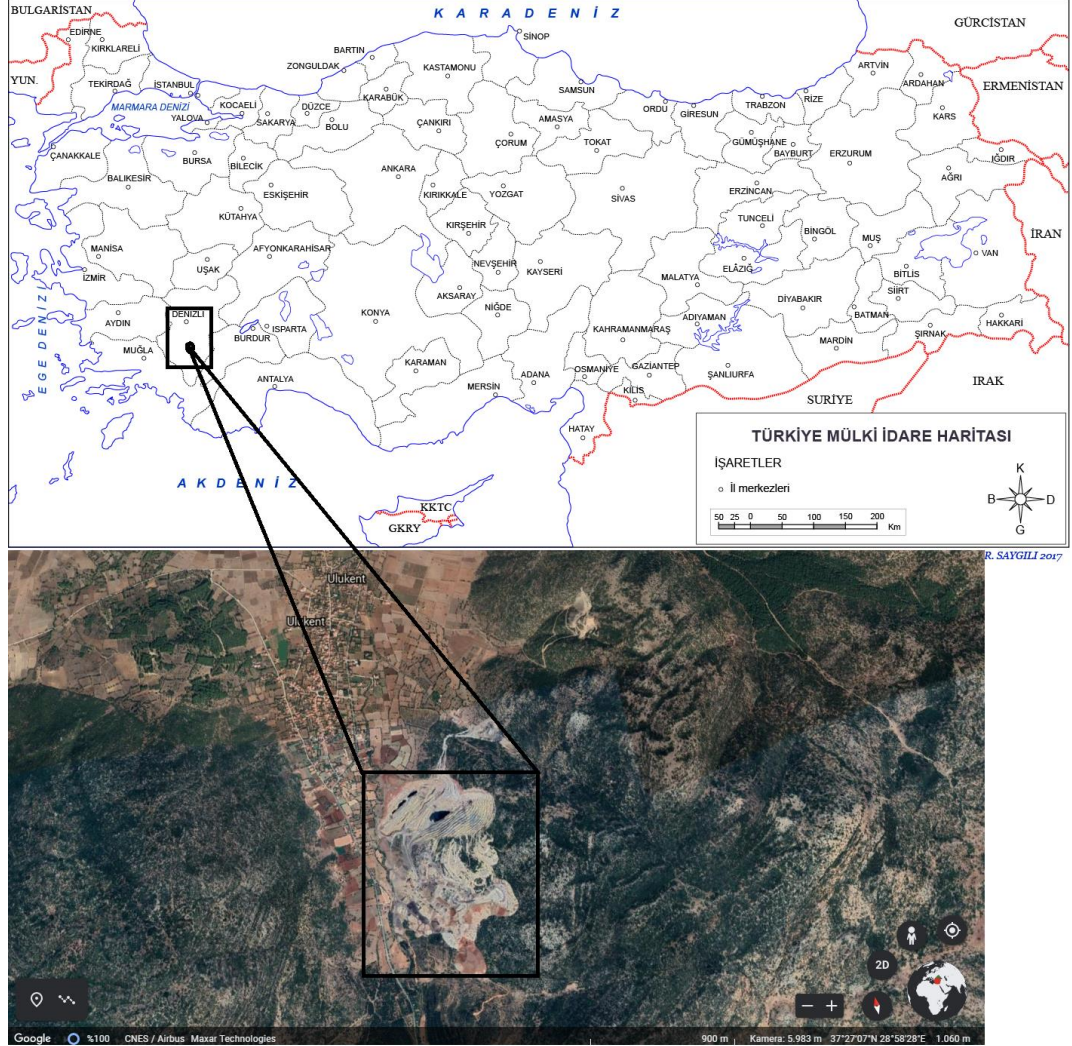 BULGARİSTAN
K A R A D E N İ Z
GÜRCİSTAN
EDİRNE
KIRKLARELİ
SİNOP
BARTIN
ZONGULDAK
KASTAMONU
ARTVİN
ARDAHAN
YUN.
TEKİRDAĞ
İSTANBUL
KARABÜK
SAMSUN
ERMENİSTAN
MARMARA DENİZİ
KOCAELİ
DÜZCE
ORDU
GİRESUN
TRABZON
RİZE
KARS
YALOVA
SAKARYA
BOLU
ÇANKIRI
AMASYA
ÇANAKKALE
BURSA
BİLECİK
ÇORUM
TOKAT
GÜMÜŞHANE
BAYBURT
ERZURUM
IĞDIR
BALIKESİR
ANKARA
AĞRI
ESKİŞEHİR
KIRIKKALE
YOZGAT
SİVAS
ERZİNCAN
KÜTAHYA
KIRŞEHİR
TUNCELİ
BİNGÖL
MUŞ
İRAN
MANİSA
AFYONKARAHİSAR
VAN
UŞAK
NEVŞEHİR
KAYSERİ
ELÂZIĞ
BİTLİS
İZMİR
MALATYA
SİİRT
AKSARAY
DİYABAKIR
NİĞDE
EGE DENİZİ
AYDIN
DENİZLİ
ISPARTA
KONYA
ADIYAMAN
BATMAN
HAKKARİ
BURDUR
KAHRAMANMARAŞ
ŞIRNAK
MUĞLA
MARDİN
KARAMAN
OSMANİYE
GAZİANTEP
ŞANLIURFA
ANTALYA
MERSİN
ADANA
KİLİS
IRAK
SURİYE
HATAY
TÜRKİYE MÜLKİ İDARE HARİTASI
İŞARETLER
İl merkezleri
K
B
D
G
A K D E N İ Z
KKTC
GKRY
50 25 0 50 100 150 200 Km
R. SAYGILI 2017
Ulukent
Ulukent
2D
Google %100 CNES / Airbus Maxar Technologies 900 m Kamera: 5.983 m 37°27'07"N 28°58'28"E 1.060 m